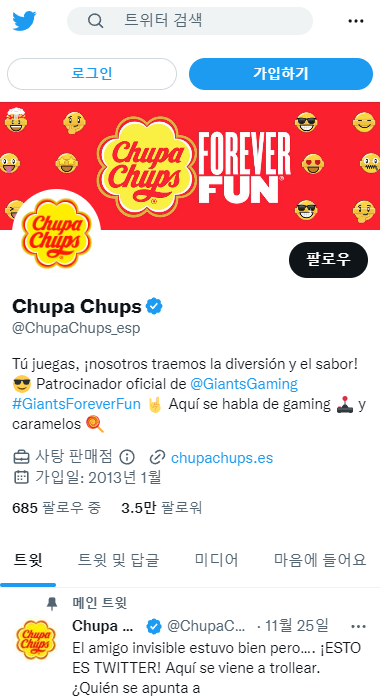 트위터 검색
로그인
가입하기
Chupa Chups
FOREVER FUN
Chupa Chups
팔로우
Chupa Chups
@ChupaChups_esp
Tú juegas, ¡nosotros traemos la diversión y el sabor!
😎 Patrocinador oficial de @GiantsGaming
#GiantsForeverFun 🤘 Aquí se habla de gaming 🕹️ y
caramelos 🍭
사탕 판매점 chupachups.es
가입일: 2013년 1월
685 팔로우 중 3.5만 팔로워
트윗 트윗 및 답글 미디어 마음에 들어요
메인 트윗
Chupa Chups
Chupa ... @ChupaC... · 11월 25일
El amigo invisible estuvo bien pero.... ¡ESTO
ES TWITTER! Aquí se viene a trollear.
¿Quién se apunta a